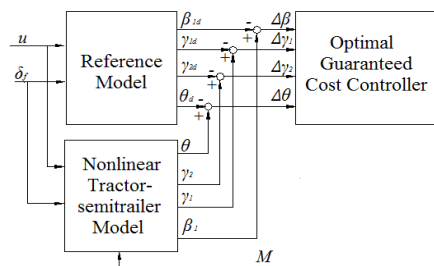 u
δf
Reference
Model
β1d
γ1d
γ2d
θd
-
-
-
-
+
+
+
+
Δβ
Δγ1
Δγ2
Δθ
Optimal
Guaranteed
Cost Controller
Nonlinear
Tractor-
semitrailer
Model
θ
γ2
γ1
β1
M